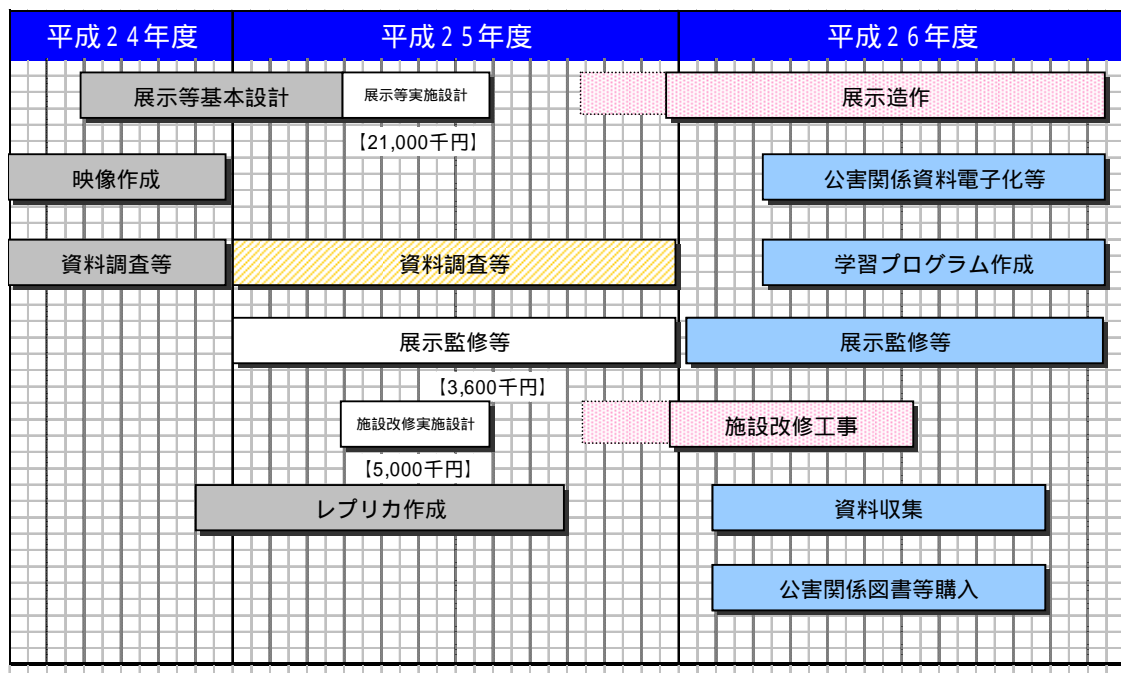 平成２４年度
平成２５年度
平成２６年度
展示等基本設計
展示等実施設計
展示造作
【21,000千円】
映像作成
公害関係資料電子化等
資料調査等
資料調査等
学習プログラム作成
展示監修等
展示監修等
【3,600千円】
施設改修実施設計
施設改修工事
【5,000千円】
レプリカ作成
資料収集
公害関係図書等購入